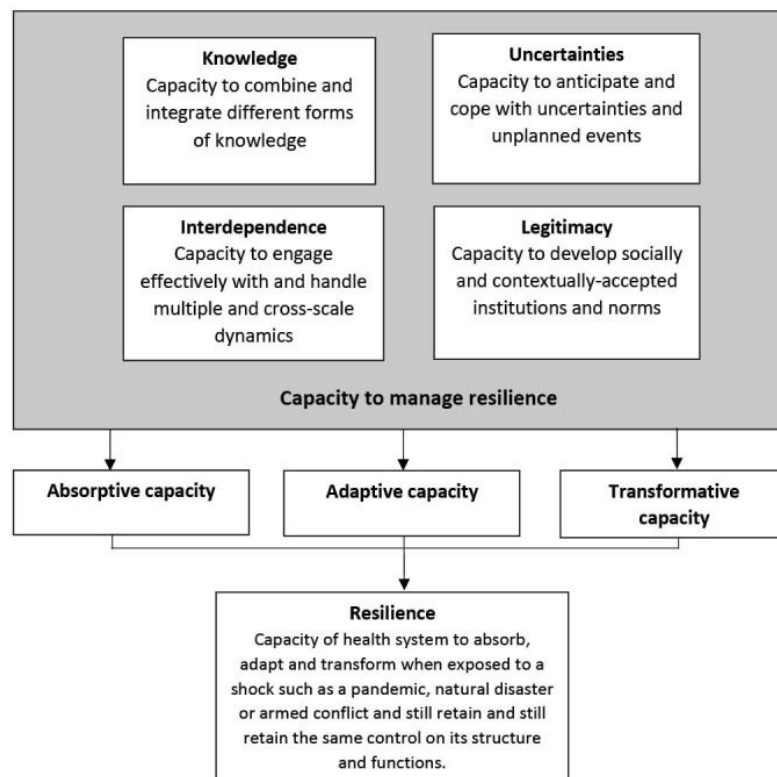 Knowledge
Capacity to combine and
integrate different forms
of knowledge
Uncertainties
Capacity to anticipate and
cope with uncertainties and
unplanned events
Interdependence
Capacity to engage
effectively with and handle
multiple and cross-scale
dynamics
Legitimacy
Capacity to develop socially
and contextually-accepted
institutions and norms
Capacity to manage resilience
Absorptive capacity
Adaptive capacity
Transformative
capacity
Resilience
Capacity of health system to absorb,
adapt and transform when exposed to a
shock such as a pandemic, natural disaster
or armed conflict and still retain and still
retain the same control on its structure
and functions.